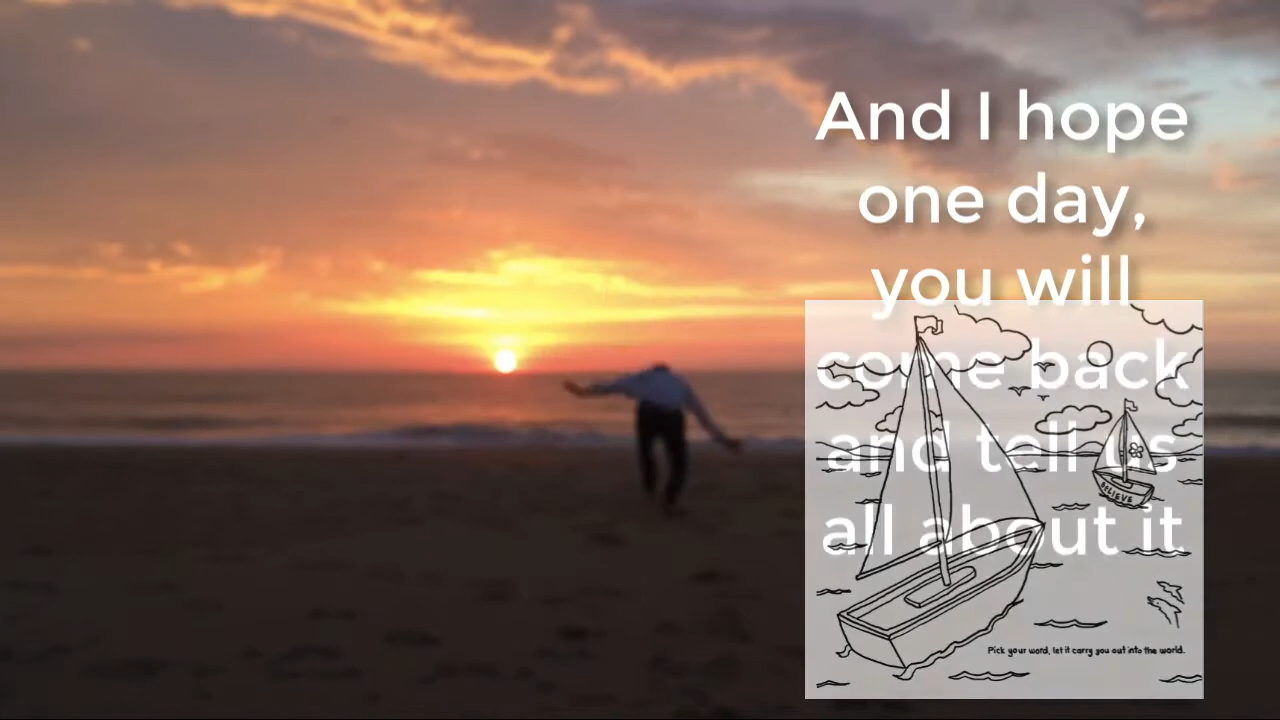 And I hope
one day,
you will
come back
and tell us
all about it
BELIEVE
Pick your word, let it carry you out into the world.